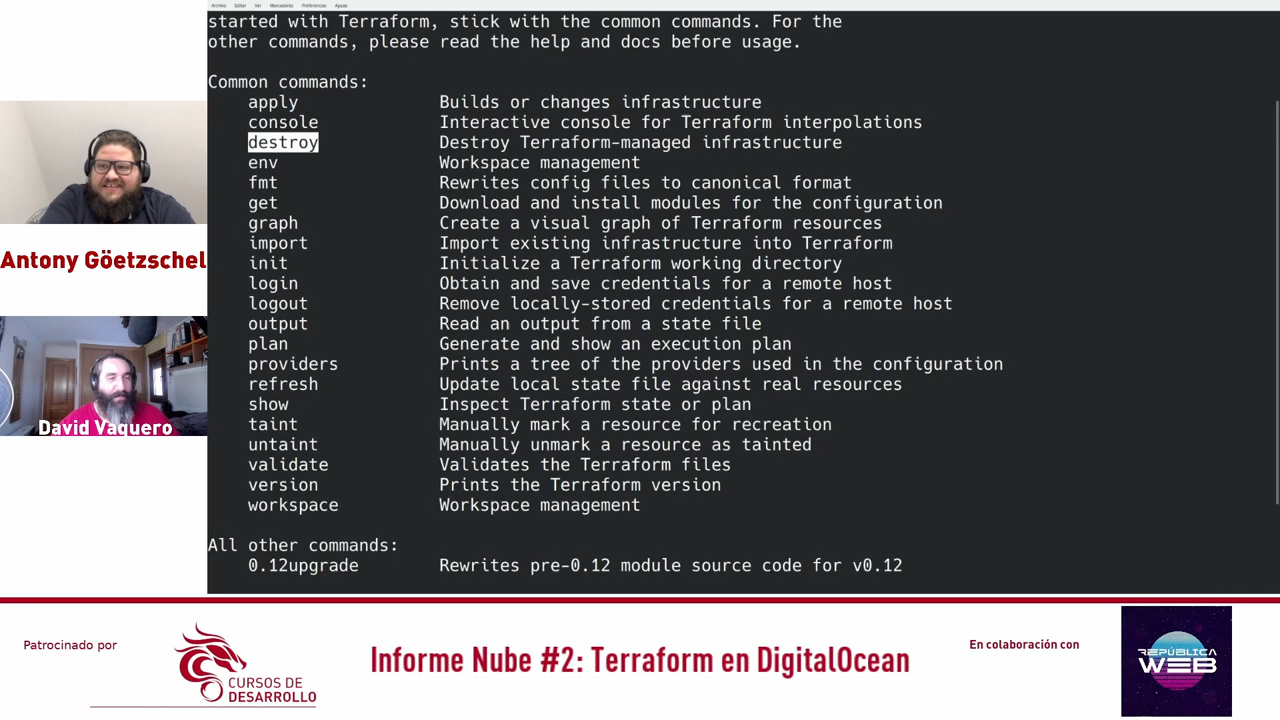 Archivo Editar Ver Marcadores Preferencias Ayuda
started with Terraform, stick with the common commands. For the
other commands, please read the help and docs before usage.
Common commands:
apply Builds or changes infrastructure
console Interactive console for Terraform interpolations
destroy Destroy Terraform-managed infrastructure
env Workspace management
fmt Rewrites config files to canonical format
get Download and install modules for the configuration
graph Create a visual graph of Terraform resources
import Import existing infrastructure into Terraform
init Initialize a Terraform working directory
login Obtain and save credentials for a remote host
logout Remove locally-stored credentials for a remote host
output Read an output from a state file
plan Generate and show an execution plan
providers Prints a tree of the providers used in the configuration
refresh Update local state file against real resources
show Inspect Terraform state or plan
taint Manually mark a resource for recreation
untaint Manually unmark a resource as tainted
validate Validates the Terraform files
version Prints the Terraform version
workspace Workspace management
All other commands:
0.12upgrade Rewrites pre-0.12 module source code for v0.12
Antony Göetzschel
David Vaquero
Patrocinado por
CURSOS DE
DESARROLLO
Informe Nube #2: Terraform en DigitalOcean
En colaboración con
REPÚBLICA
WEB